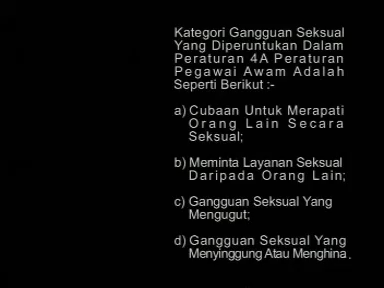 Kategori Gangguan Seksual
Yang Diperuntukan Dalam
Peraturan 4A Peraturan
Pegawai Awam Adalah
Seperti Berikut :-
a) Cubaan Untuk Merapati
Orang Lain Secara
Seksual;
b) Meminta Layanan Seksual
Daripada Orang Lain;
c) Gangguan Seksual Yang
Mengugut;
d) Gangguan Seksual Yang
Menyinggung Atau Menghina.